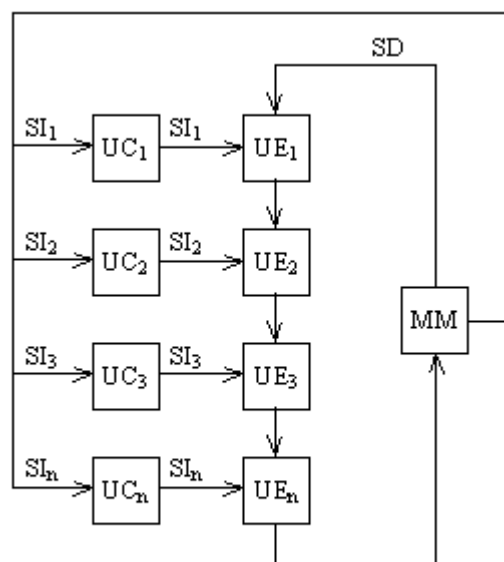 SD
SI₁ UC₁ SI₁ UE₁
SI₂ UC₂ SI₂ UE₂
MM
SI₃ UC₃ SI₃ UE₃
SIₙ UCₙ SIₙ UEₙ